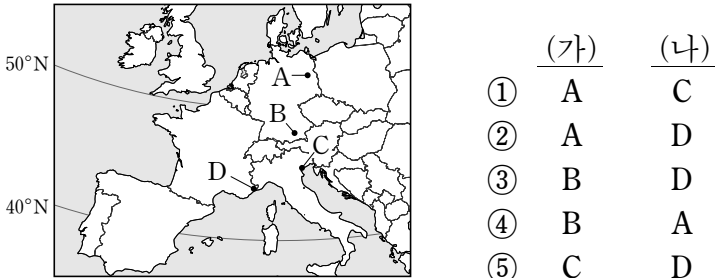 50°N
40°N
A
B
C
D
(가) (나)
① A C
② A D
③ B D
④ B A
⑤ C D